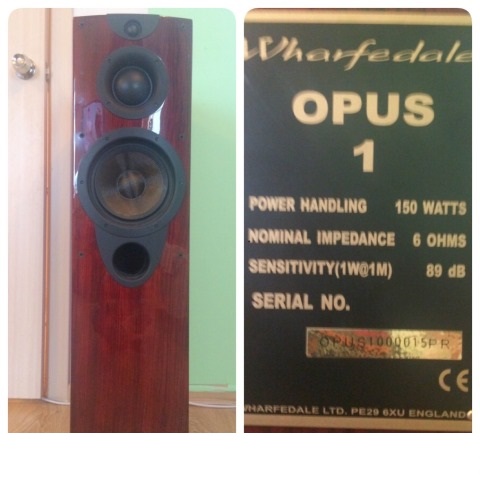 Wharfedale
OPUS
1
POWER HANDLING 150 WATTS
NOMINAL IMPEDANCE 6 OHMS
SENSITIVITY(1W@1M) 89 dB
SERIAL NO.
OPUS1000015PR
CE
WHARFEDALE LTD. PE29 6XU ENGLAND